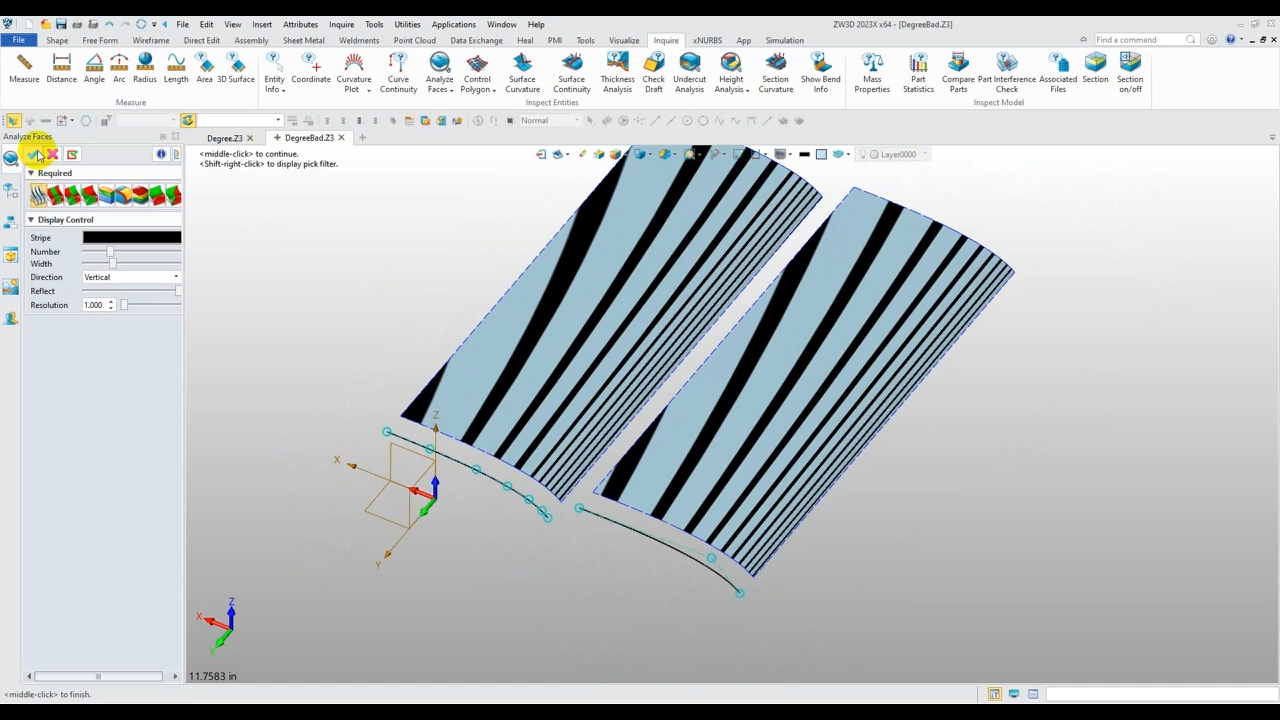 File Edit View Insert Attributes Inquire Tools Utilities Applications Window Help ZW3D 2023X x64 - [DegreeBad.Z3]
File Shape Free Form Wireframe Direct Edit Assembly Sheet Metal Weldments Point Cloud Data Exchange Heal PMI Tools Visualize Inquire xNURBS App Simulation Find a command
Measure Distance Angle Arc Radius Length Area 3D Surface Entity Info Coordinate Curvature Plot Curve Continuity Analyze Faces Control Polygon Surface Curvature Surface Continuity Thickness Analysis Check Draft Undercut Analysis Height Analysis Section Curvature Show Bend Info Mass Properties Part Statistics Compare Parts Part Interference Check Associated Files Section Section on/off
Measure Inspect Entities Inspect Model
Normal
Analyze Faces Degree.Z3 DegreeBad.Z3
<middle-click> to continue. Layer0000
<Shift-right-click> to display pick filter.
Required
Display Control
Stripe
Number
Width
Direction Vertical
Reflect
Resolution 1.000
Z
X
Y
Z
X
Y
11.7583 in
<middle-click> to finish.